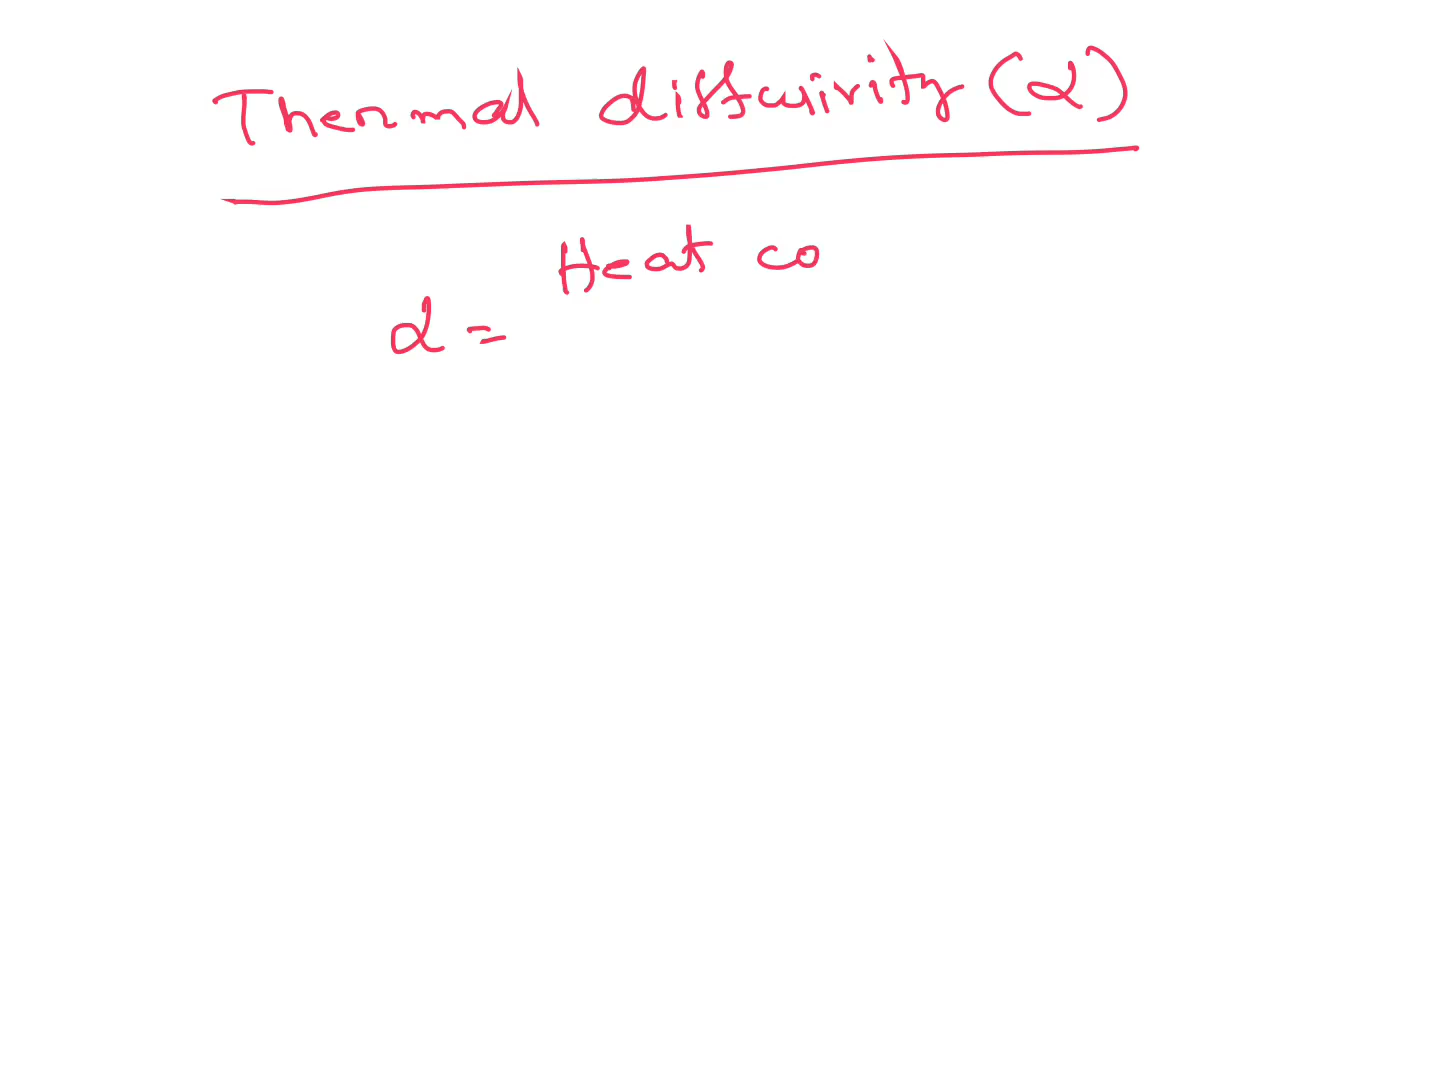 Thermal diffusivity (α)
Heat co
α =